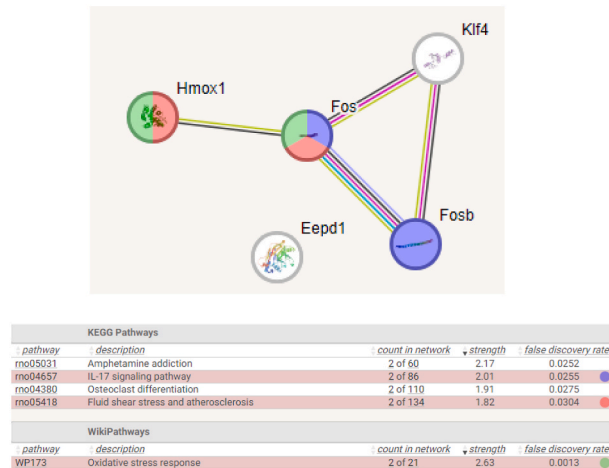 Klf4
Hmox1
Fos
Fosb
Eepd1
KEGG Pathways
pathway description count in network strength false discovery rate
rno05031 Amphetamine addiction 2 of 60 2.17 0.0252
rno04657 IL-17 signaling pathway 2 of 86 2.01 0.0255
rno04380 Osteoclast differentiation 2 of 110 1.91 0.0275
rno05418 Fluid shear stress and atherosclerosis 2 of 134 1.82 0.0304
WikiPathways
pathway description count in network strength false discovery rate
WP173 Oxidative stress response 2 of 21 2.63 0.0013